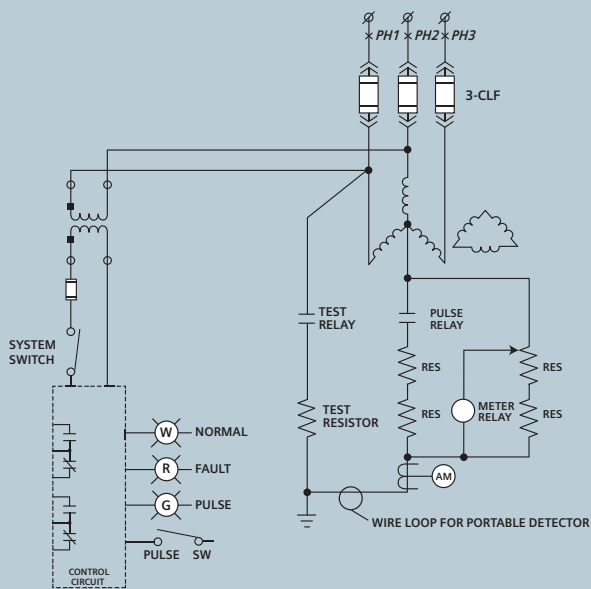 PH1
PH2
PH3
3-CLF
SYSTEM
SWITCH
TEST
RELAY
PULSE
RELAY
RES
RES
TEST
RESISTOR
RES
METER
RELAY
RES
W
NORMAL
R
FAULT
AM
G
PULSE
WIRE LOOP FOR PORTABLE DETECTOR
PULSE SW
CONTROL
CIRCUIT